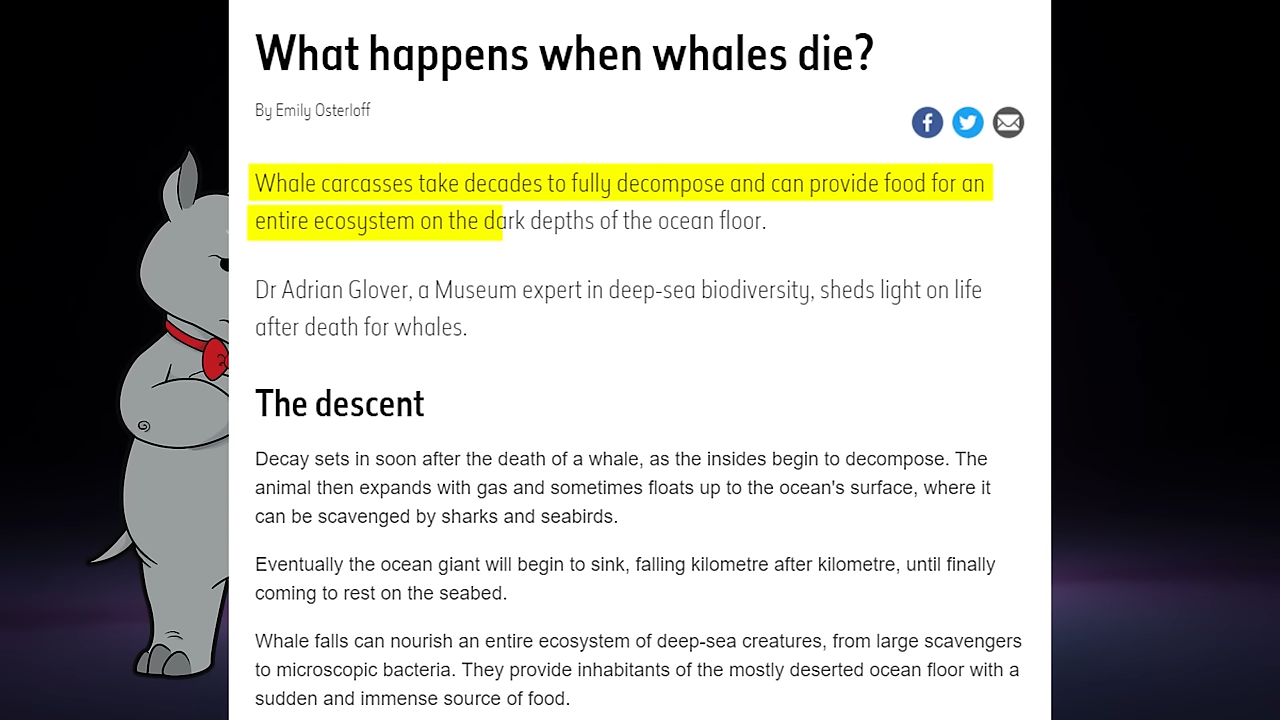 What happens when whales die?
By Emily Osterloff
Whale carcasses take decades to fully decompose and can provide food for an
entire ecosystem on the dark depths of the ocean floor.
Dr Adrian Glover, a Museum expert in deep-sea biodiversity, sheds light on life
after death for whales.
The descent
Decay sets in soon after the death of a whale, as the insides begin to decompose. The
animal then expands with gas and sometimes floats up to the ocean's surface, where it
can be scavenged by sharks and seabirds.
Eventually the ocean giant will begin to sink, falling kilometre after kilometre, until finally
coming to rest on the seabed.
Whale falls can nourish an entire ecosystem of deep-sea creatures, from large scavengers
to microscopic bacteria. They provide inhabitants of the mostly deserted ocean floor with a
sudden and immense source of food.